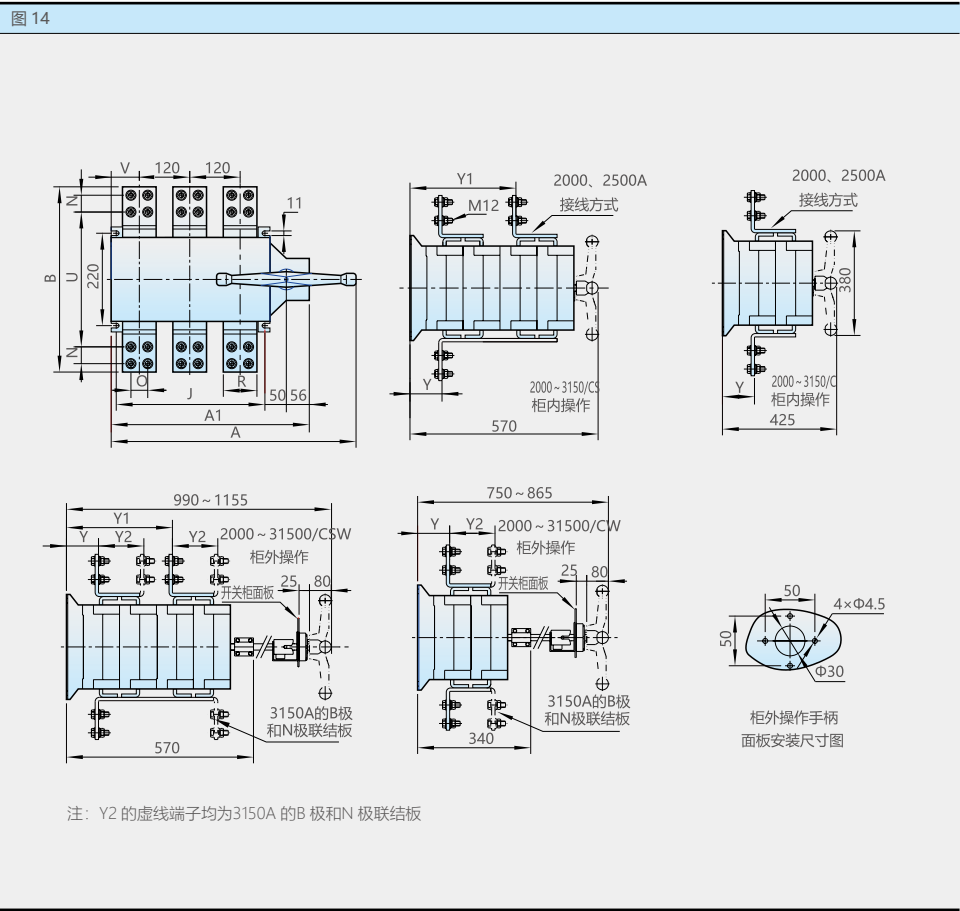 图 14
V 120 120
N
11
B U 220
N
O R
J 50 56
A1
A
Y1
2000、2500A
M12 接线方式
Y 2000~3150/CS
柜内操作
570
2000、2500A
接线方式
380
Y 2000~3150/C
柜内操作
425
990~1155
Y1
Y Y2 Y2 2000~31500/CSW
柜外操作
开关柜面板 25 80
3150A的B极
和N极联结板
570
750~865
Y Y2 2000~31500/CW
柜外操作
开关柜面板 25 80
3150A的B极
和N极联结板
340
50
4×Φ4.5
50
Φ30
柜外操作手柄
面板安装尺寸图
注：Y2 的虚线端子均为3150A 的B 极和N 极联结板